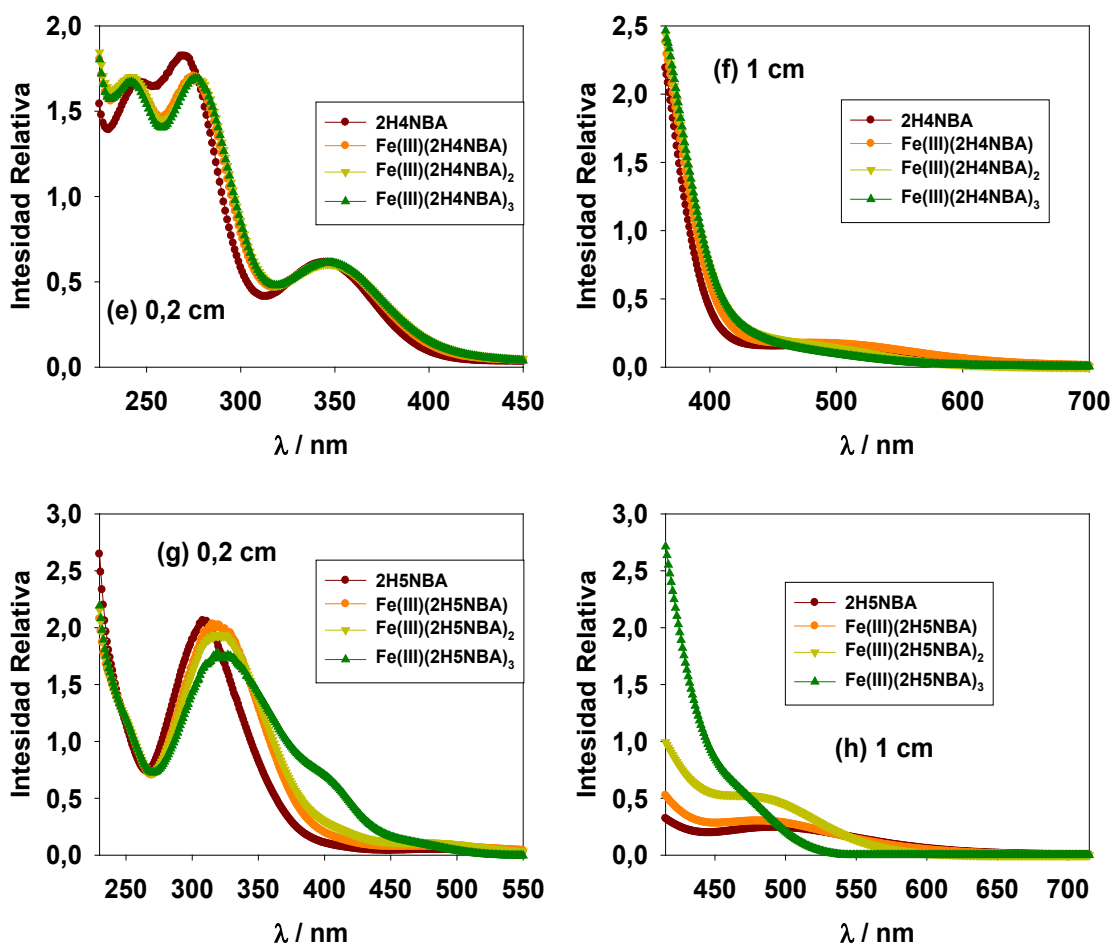 2,0
1,5
1,0
0,5
0,0
Intesidad Relativa
2H4NBA
Fe(III)(2H4NBA)
Fe(III)(2H4NBA)₂
Fe(III)(2H4NBA)₃
(e) 0,2 cm
250 300 350 400 450
λ / nm
2,5
2,0
1,5
1,0
0,5
0,0
Intesidad Relativa
(f) 1 cm
2H4NBA
Fe(III)(2H4NBA)
Fe(III)(2H4NBA)₂
Fe(III)(2H4NBA)₃
400 500 600 700
λ / nm
3,0
2,5
2,0
1,5
1,0
0,5
0,0
Intesidad Relativa
(g) 0,2 cm
2H5NBA
Fe(III)(2H5NBA)
Fe(III)(2H5NBA)₂
Fe(III)(2H5NBA)₃
250 300 350 400 450 500 550
λ / nm
3,0
2,5
2,0
1,5
1,0
0,5
0,0
Intesidad Relativa
2H5NBA
Fe(III)(2H5NBA)
Fe(III)(2H5NBA)₂
Fe(III)(2H5NBA)₃
(h) 1 cm
450 500 550 600 650 700
λ / nm